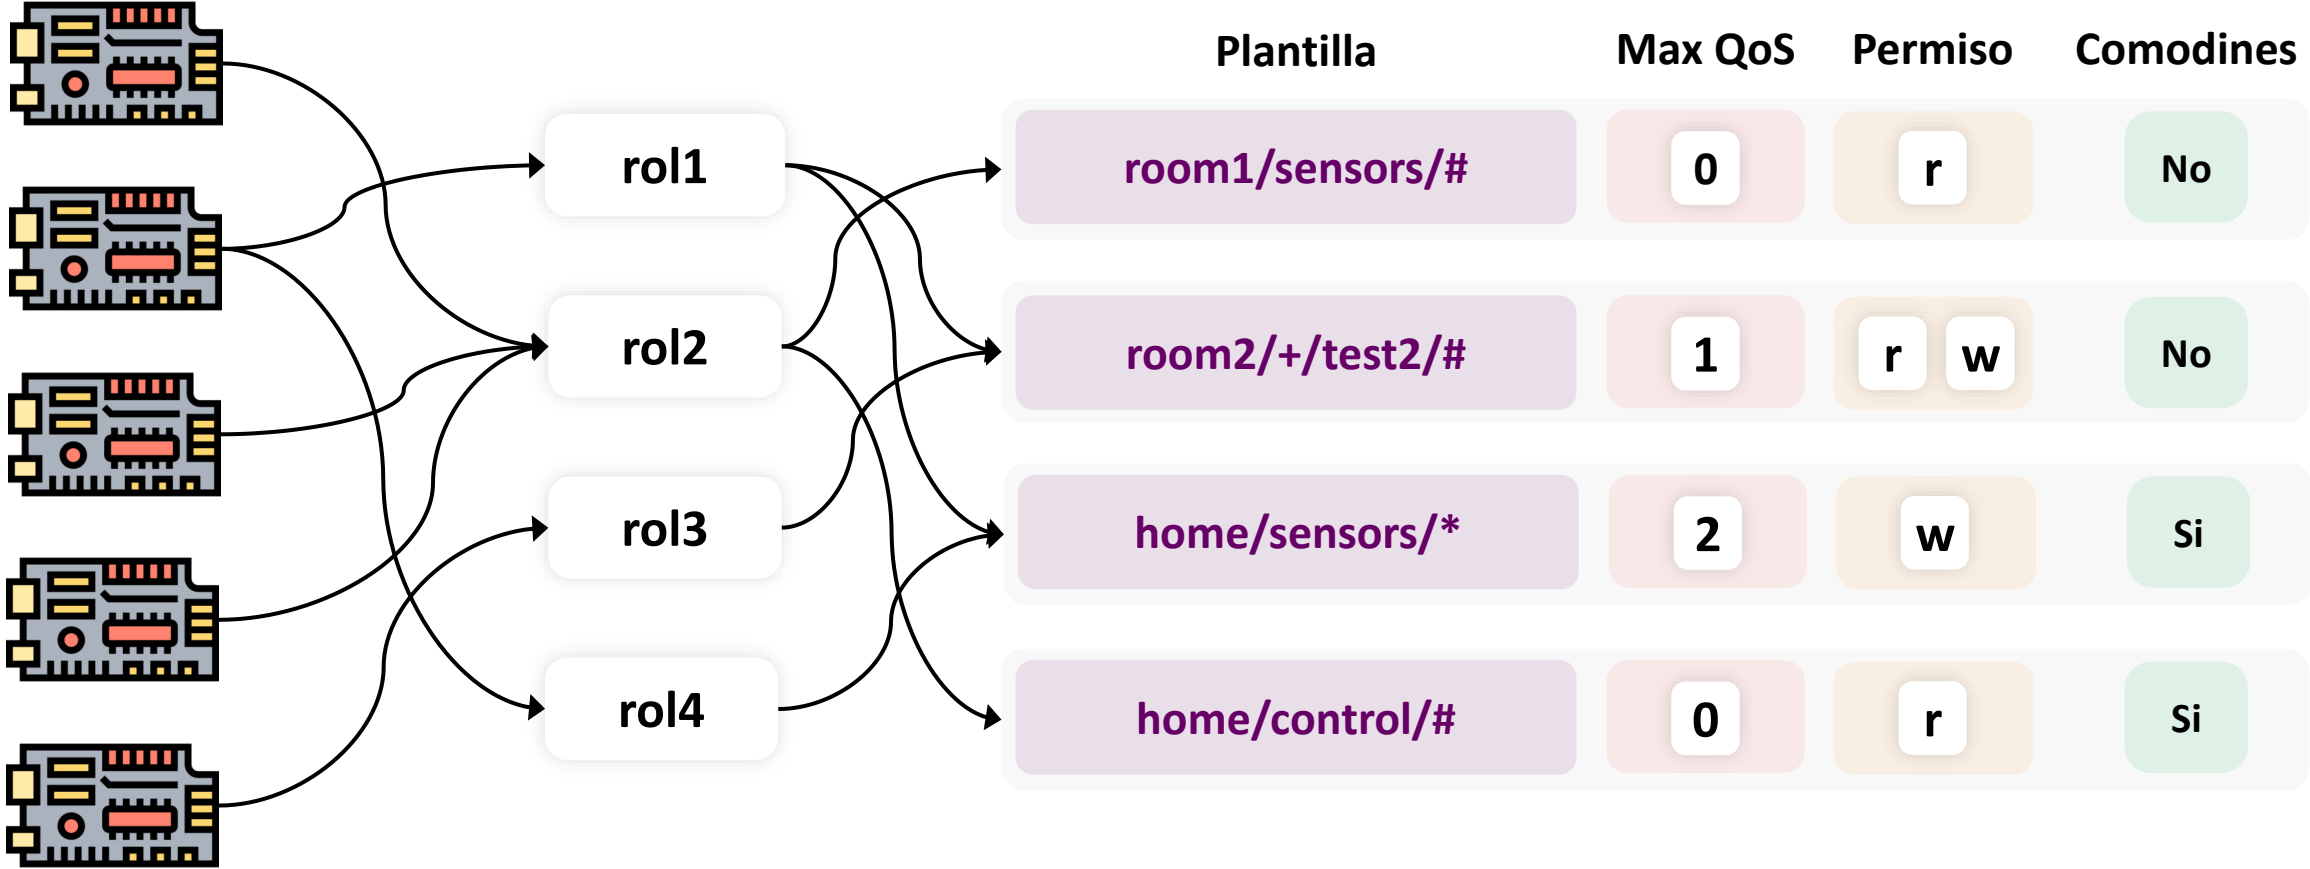 Plantilla Max QoS Permiso Comodines
rol1 room1/sensors/# 0 r No
rol2 room2/+/test2/# 1 r w No
rol3 home/sensors/* 2 w Si
rol4 home/control/# 0 r Si